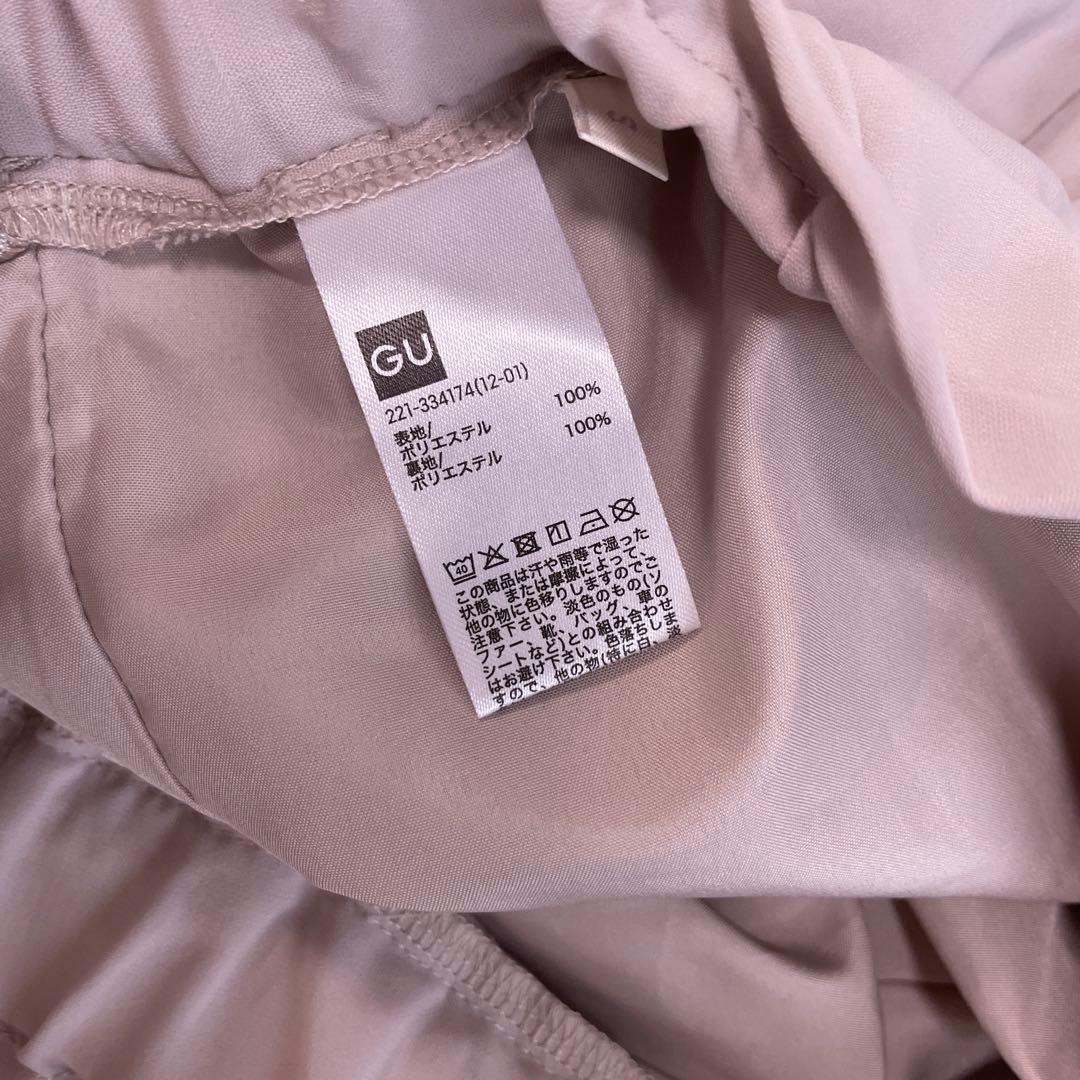 S
GU
221-334174(12-01)
表地/
ポリエステル 100%
裏地/
ポリエステル 100%
40
この商品は汗や雨等で湿った
状態、または摩擦によって、
他の物に色移りしますのでご
注意下さい。淡色のもの(ソ
ファー、靴、バッグ、車の
シートなど)との組み合わせ
はお避け下さい。色落ちしま
すので、他の物(特に白、淡